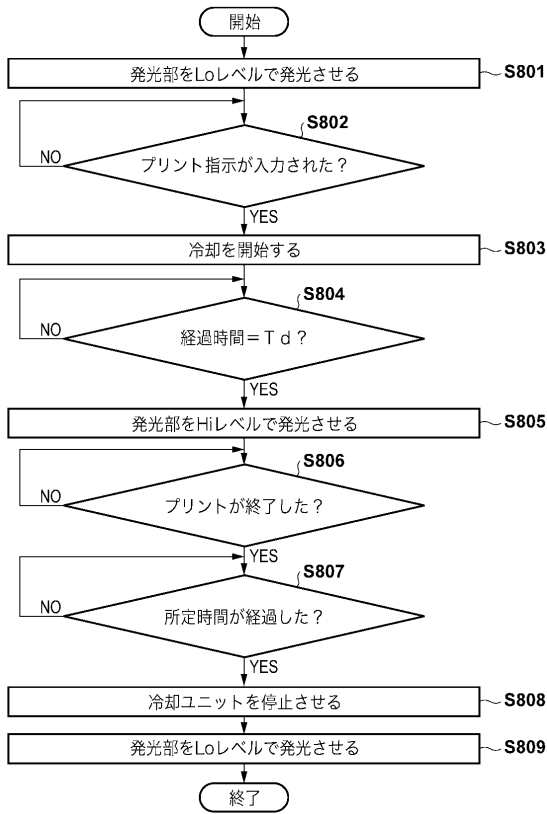 開始
発光部をLoレベルで発光させる
S801
S802
プリント指示が入力された?
NO
YES
冷却を開始する
S803
S804
経過時間=Td?
NO
YES
発光部をHiレベルで発光させる
S805
S806
プリントが終了した?
NO
YES
S807
所定時間が経過した?
NO
YES
冷却ユニットを停止させる
S808
発光部をLoレベルで発光させる
S809
終了